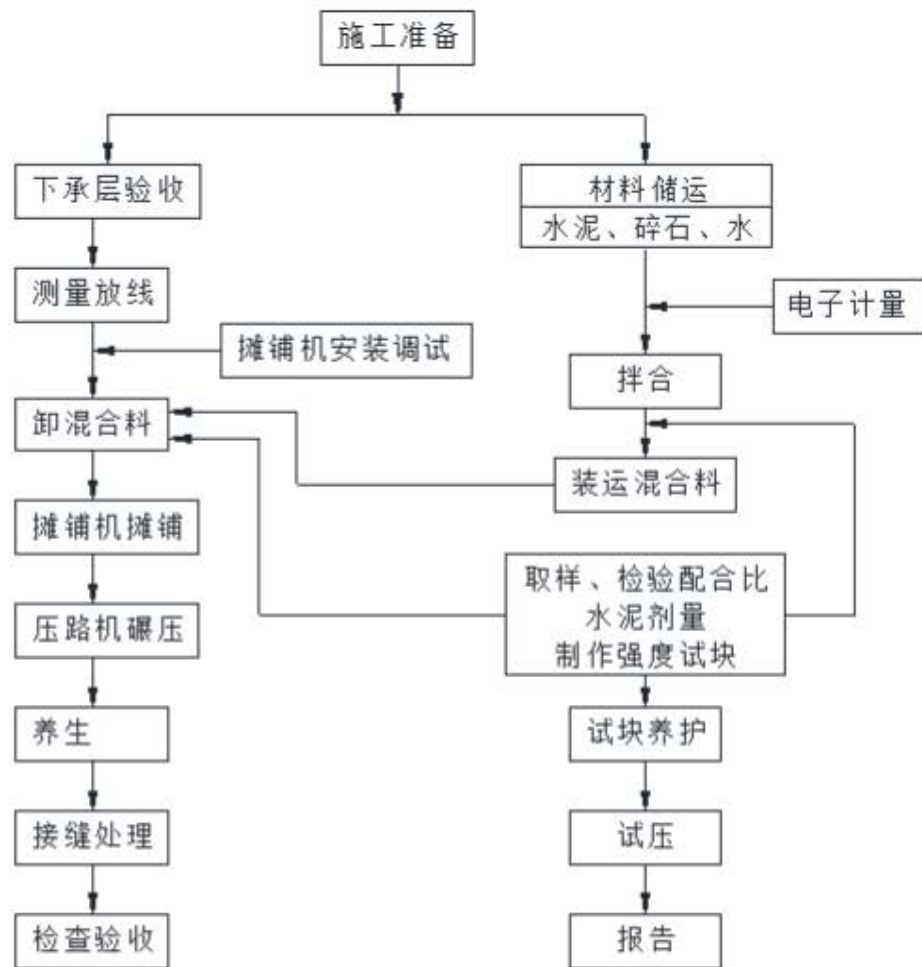 施工准备
下承层验收
材料储运
水泥、碎石、水
测量放线
电子计量
摊铺机安装调试
拌合
卸混合料
装运混合料
摊铺机摊铺
取样、检验配合比
水泥剂量
制作强度试块
压路机碾压
养生
试块养护
接缝处理
试压
检查验收
报告